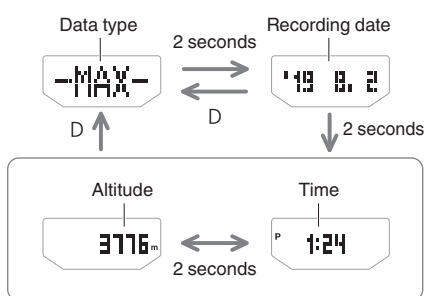 Data type
Recording date
2 seconds
-MAX-
'19 8. 2
D
D
2 seconds
Altitude
Time
3776m
P 1:24
2 seconds